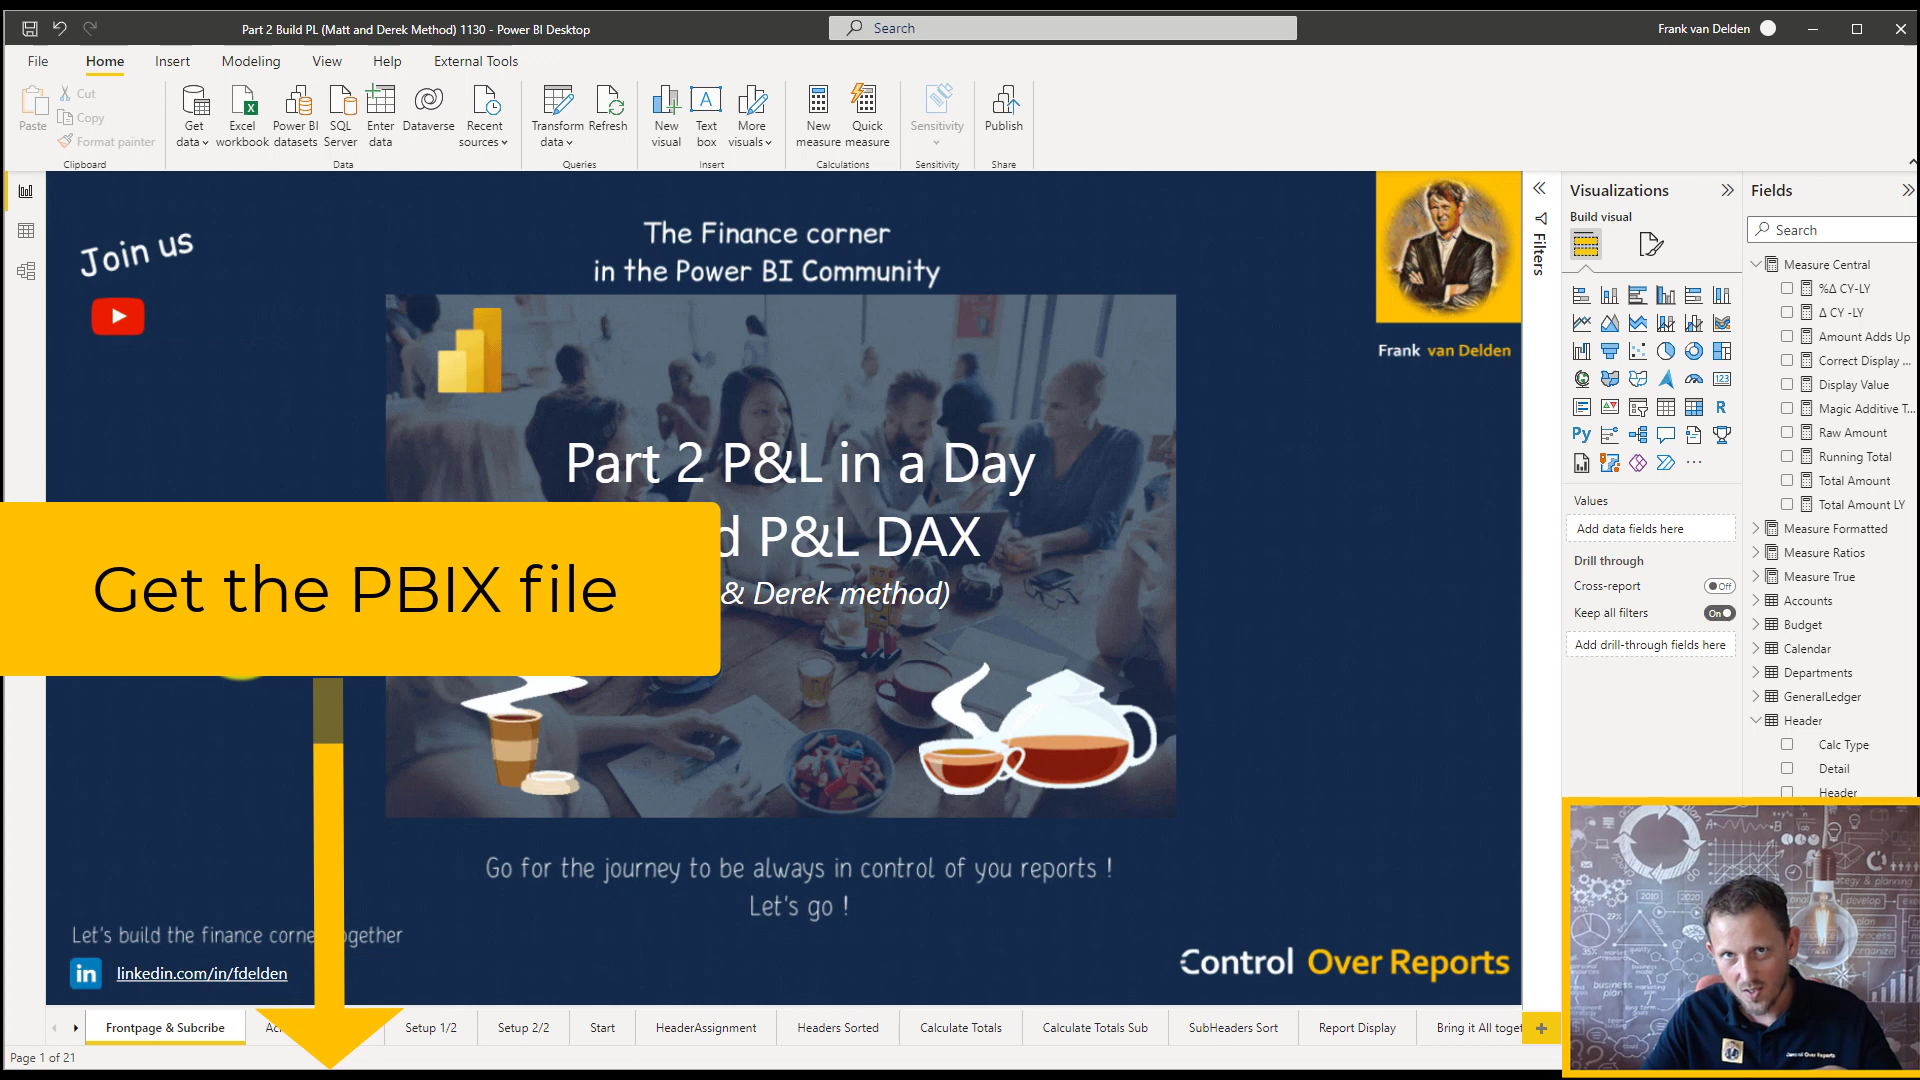 Part 2 Build PL (Matt and Derek Method) 1130 - Power BI Desktop
Search
Frank van Delden
File
Home
Insert
Modeling
View
Help
External Tools
Paste
Cut
Copy
Format painter
Clipboard
Get data
Excel workbook
Power BI datasets
SQL Server
Enter data
Dataverse
Recent sources
Data
Transform data
Refresh
Queries
New visual
Text box
More visuals
Insert
New measure
Quick measure
Calculations
Sensitivity
Sensitivity
Publish
Share
Join us
The Finance corner
in the Power BI Community
Frank van Delden
Part 2 P&L in a Day
d P&L DAX
& Derek method)
Get the PBIX file
Go for the journey to be always in control of you reports !
Let's go !
Let's build the finance corne ogether
in linkedin.com/in/fdelden
Control Over Reports
Filters
Visualizations
Build visual
123
R
Py
Values
Add data fields here
Drill through
Cross-report
Off
Keep all filters
On
Add drill-through fields here
Fields
Search
Measure Central
%Δ CY-LY
Δ CY -LY
Amount Adds Up
Correct Display ...
Display Value
Magic Additive T...
Raw Amount
Running Total
Total Amount
Total Amount LY
Measure Formatted
Measure Ratios
Measure True
Accounts
Budget
Calendar
Departments
GeneralLedger
Header
Calc Type
Detail
Header
Frontpage & Subcribe
Setup 1/2
Setup 2/2
Start
HeaderAssignment
Headers Sorted
Calculate Totals
Calculate Totals Sub
SubHeaders Sort
Report Display
Bring it All toget
Page 1 of 21